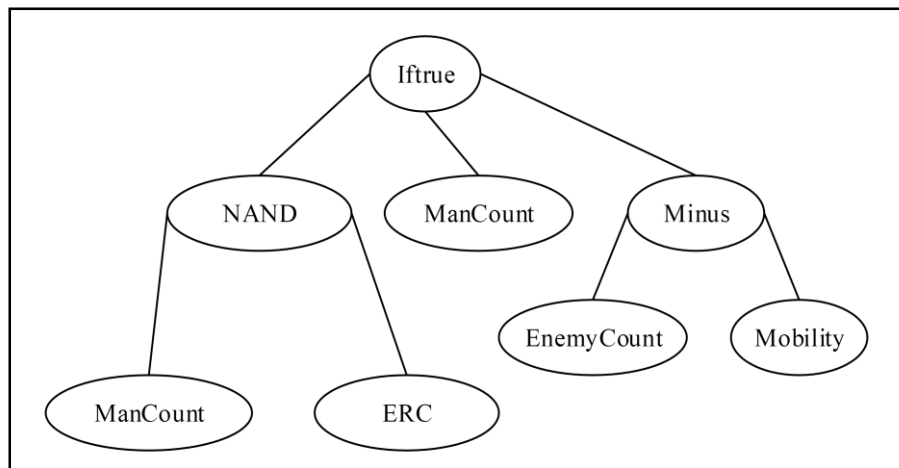 Iftrue
NAND
ManCount
Minus
EnemyCount
Mobility
ManCount
ERC